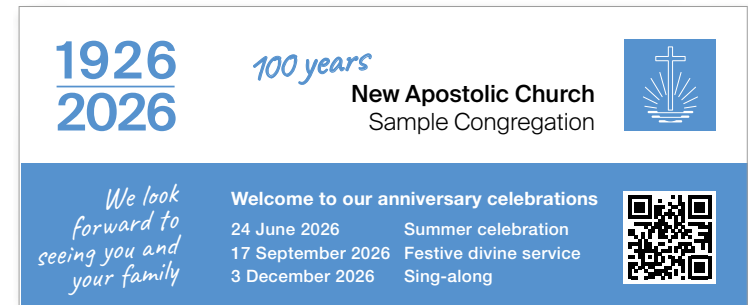 1926
2026
100 years
New Apostolic Church
Sample Congregation
We look
forward to
seeing you and
your family
Welcome to our anniversary celebrations
24 June 2026 Summer celebration
17 September 2026 Festive divine service
3 December 2026 Sing-along